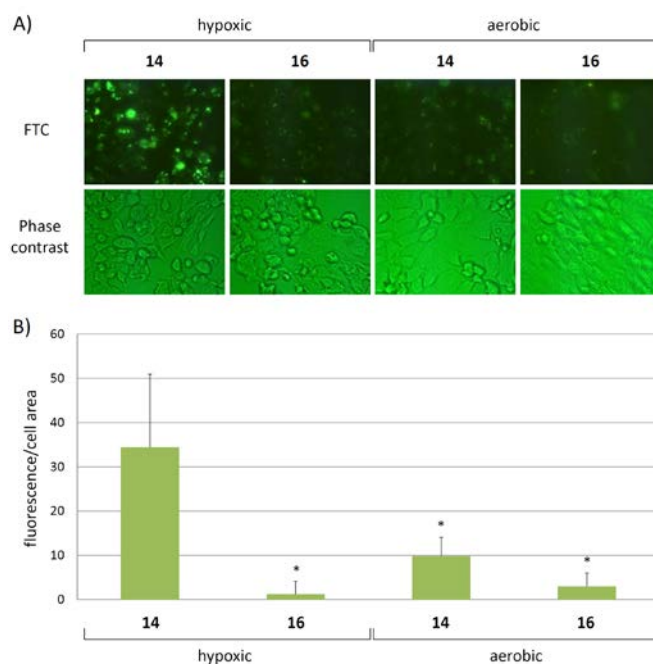 A)
hypoxic aerobic
14 16 14 16
FTC
Phase
contrast
B)
60
50
40
30
20
10
0
fluorescence/cell area
*
*
*
14 16 14 16
hypoxic aerobic